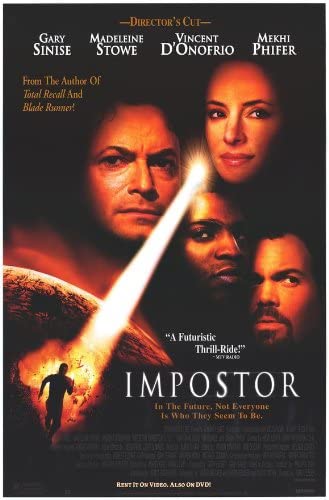 —DIRECTOR'S CUT—
GARY SINISE
MADELEINE STOWE
VINCENT D'ONOFRIO
MEKHI PHIFER
From The Author Of
Total Recall And
Blade Runner!
"A Futuristic
Thrill-Ride!"
—MTV RADIO
IMPOSTOR
In The Future, Not Everyone
Is Who They Seem To Be.
RENT IT ON VIDEO. ALSO ON DVD!